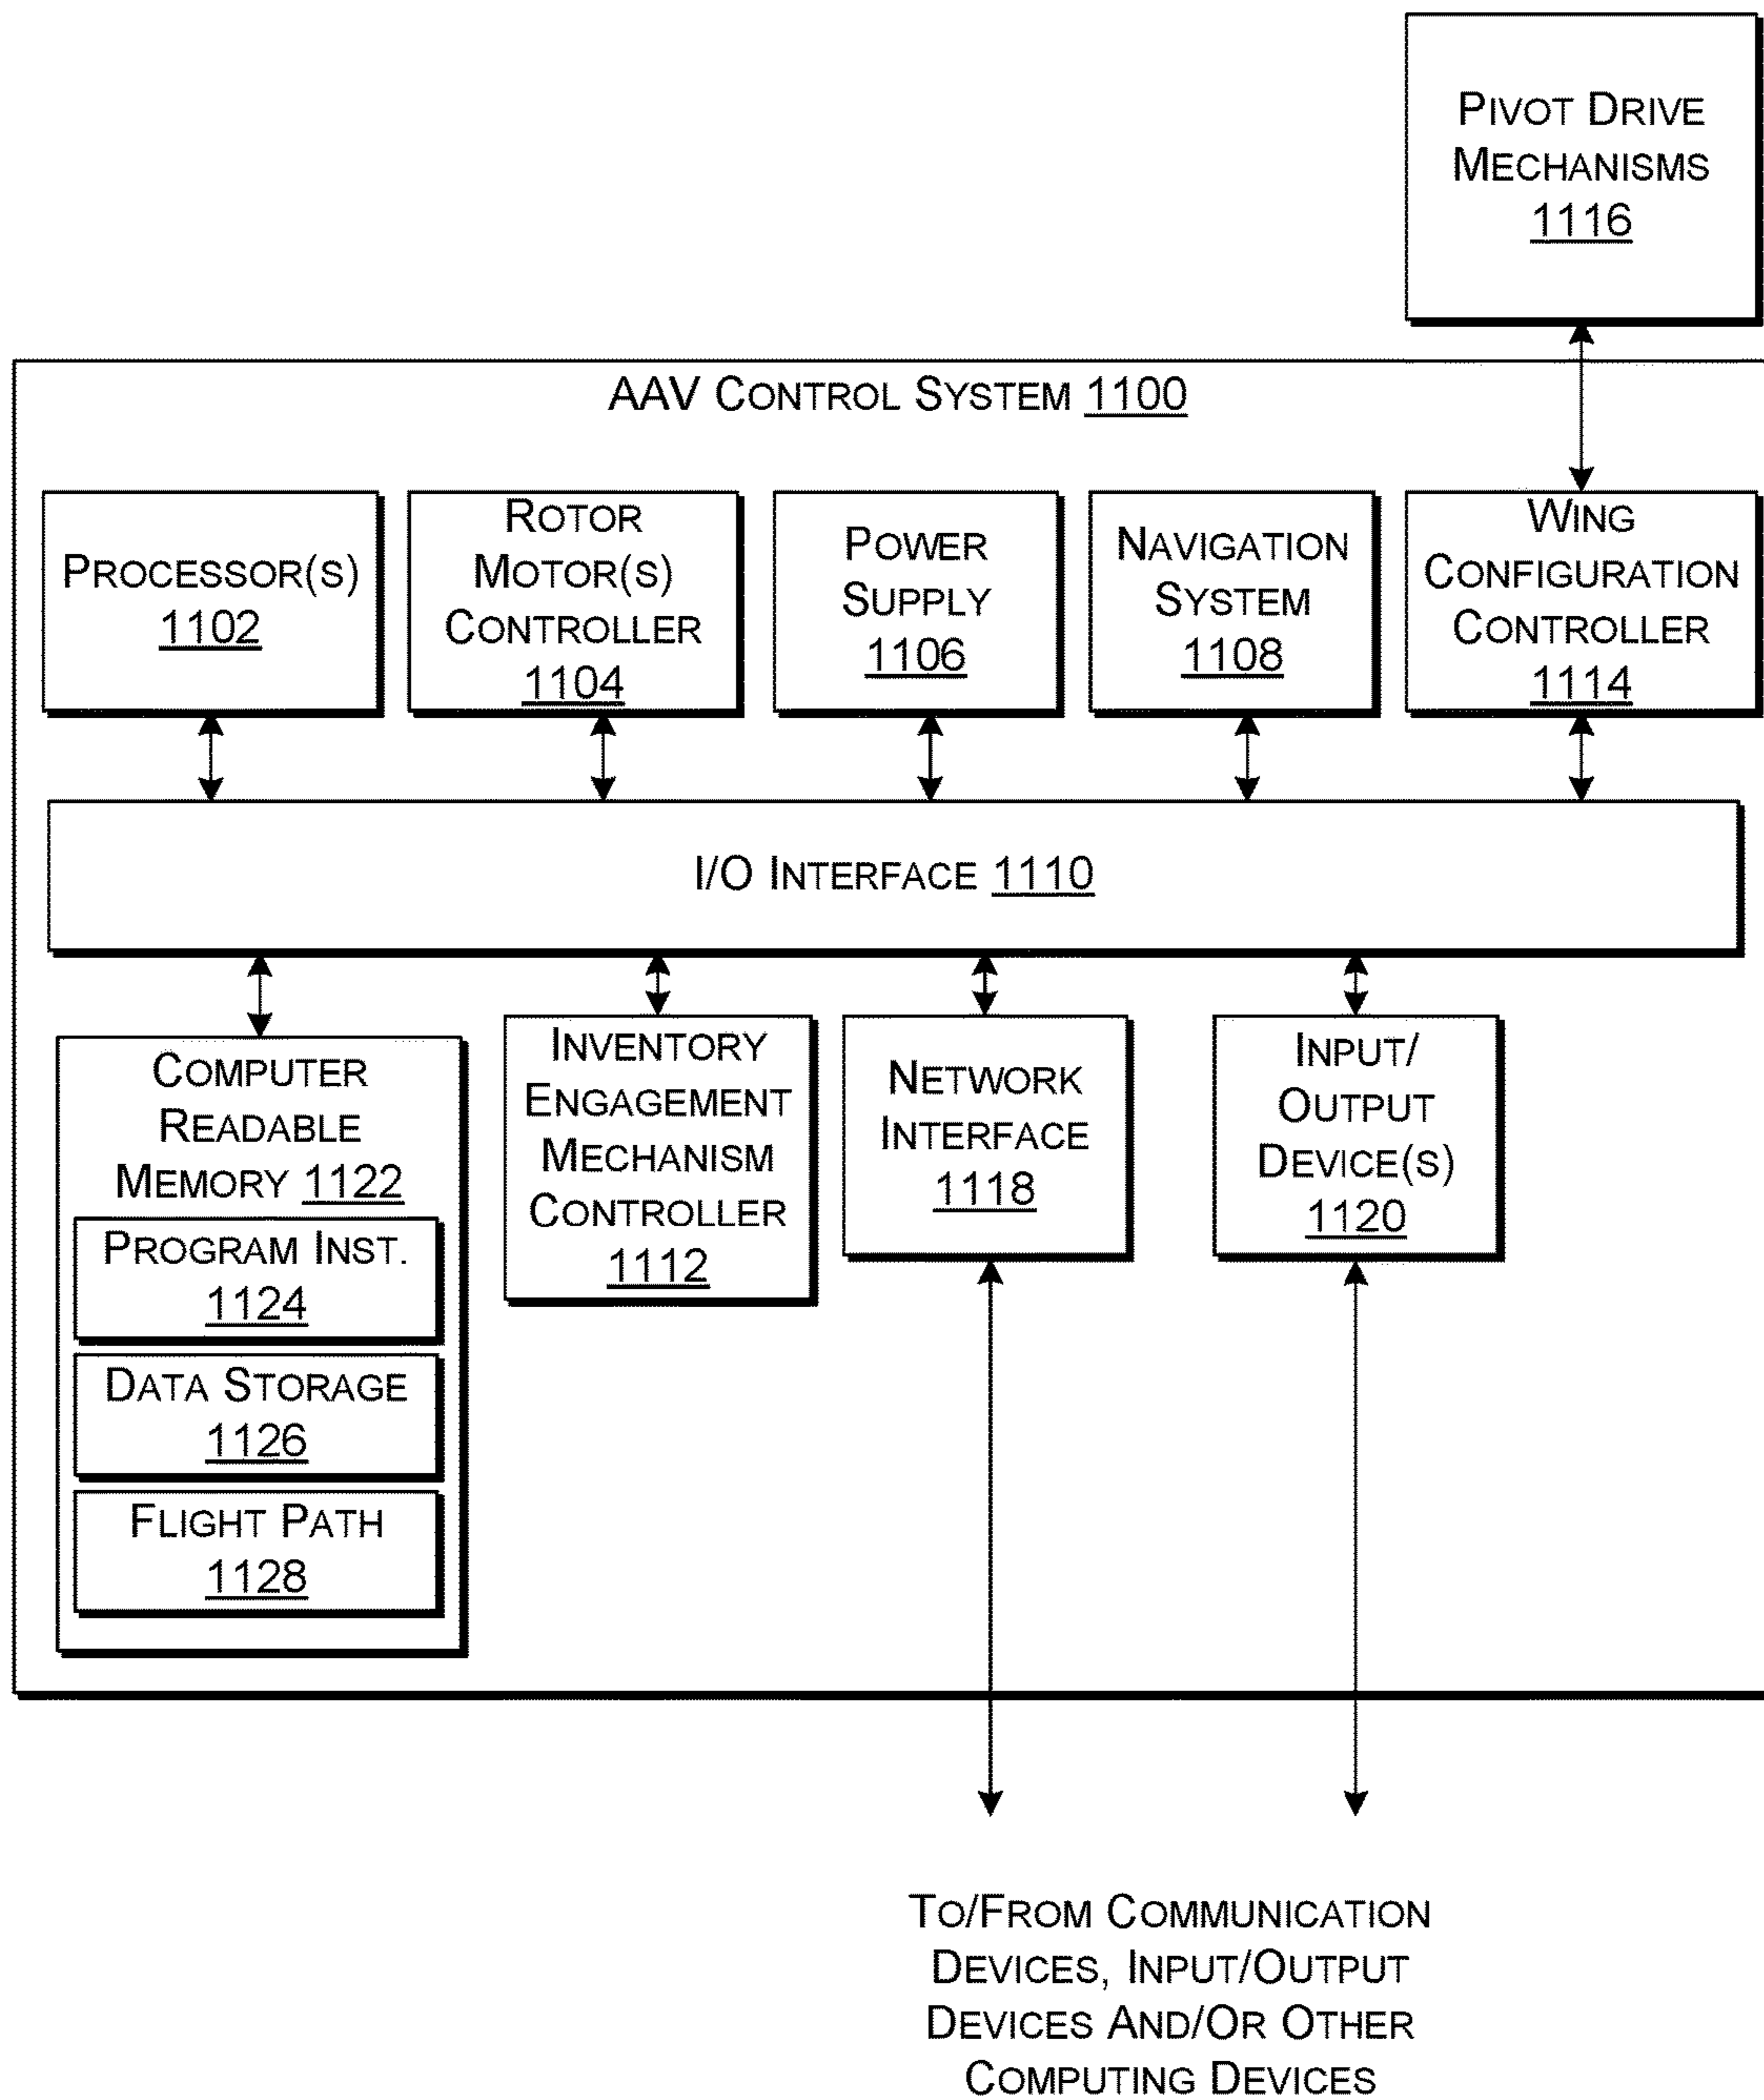 PIVOT DRIVE
MECHANISMS
1116
AAV CONTROL SYSTEM 1100
PROCESSOR(S)
1102
ROTOR
MOTOR(S)
CONTROLLER
1104
POWER
SUPPLY
1106
NAVIGATION
SYSTEM
1108
WING
CONFIGURATION
CONTROLLER
1114
I/O INTERFACE 1110
COMPUTER
READABLE
MEMORY 1122
PROGRAM INST.
1124
DATA STORAGE
1126
FLIGHT PATH
1128
INVENTORY
ENGAGEMENT
MECHANISM
CONTROLLER
1112
NETWORK
INTERFACE
1118
INPUT/
OUTPUT
DEVICE(S)
1120
TO/FROM COMMUNICATION
DEVICES, INPUT/OUTPUT
DEVICES AND/OR OTHER
COMPUTING DEVICES